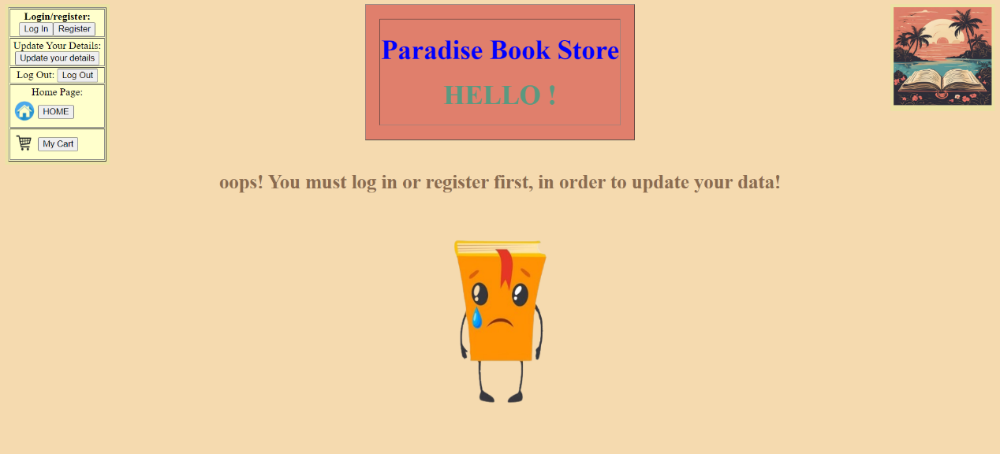 Login/register:
Log In Register
Update Your Details:
Update your details
Log Out: Log Out
Home Page:
HOME
My Cart
Paradise Book Store
HELLO !
oops! You must log in or register first, in order to update your data!